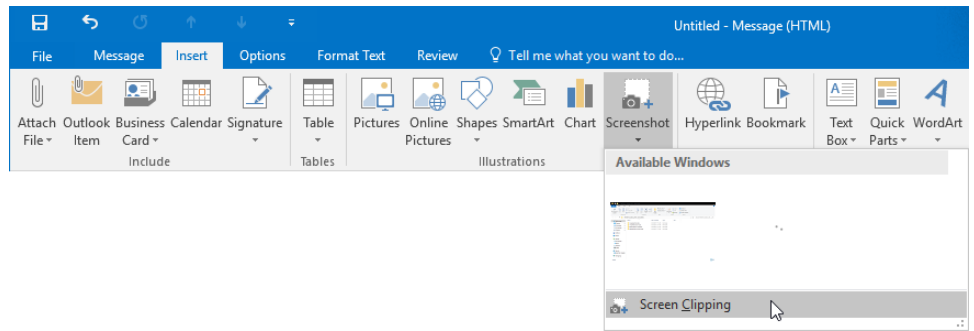 Untitled - Message (HTML)
File Message Insert Options Format Text Review Tell me what you want to do...
Attach Outlook Business Calendar Signature Table Pictures Online Shapes SmartArt Chart Screenshot Hyperlink Bookmark Text Quick WordArt
File Item Card Pictures Box Parts
Include Tables Illustrations
Available Windows
Screen Clipping